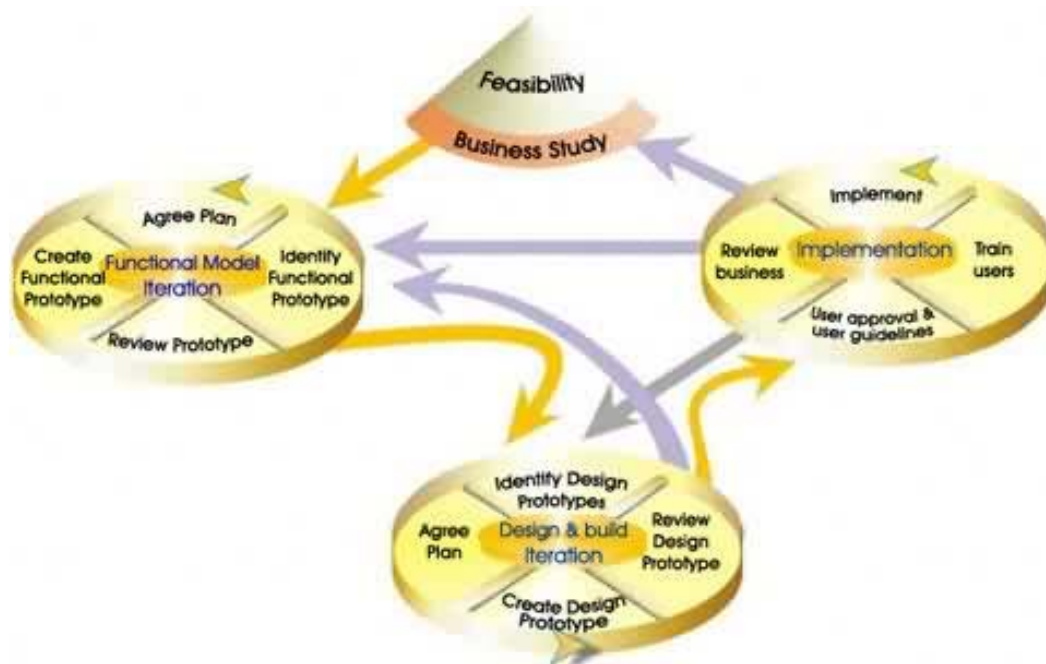 Feasibility
Business Study
Agree Plan
Create
Functional
Prototype
Functional Model
Iteration
Identify
Functional
Prototype
Review Prototype
Implement
Review
business
Implementation
Train
users
User approval &
user guidelines
Identify Design
Prototypes
Agree
Plan
Design & build
Iteration
Review
Design
Prototype
Create Design
Prototype